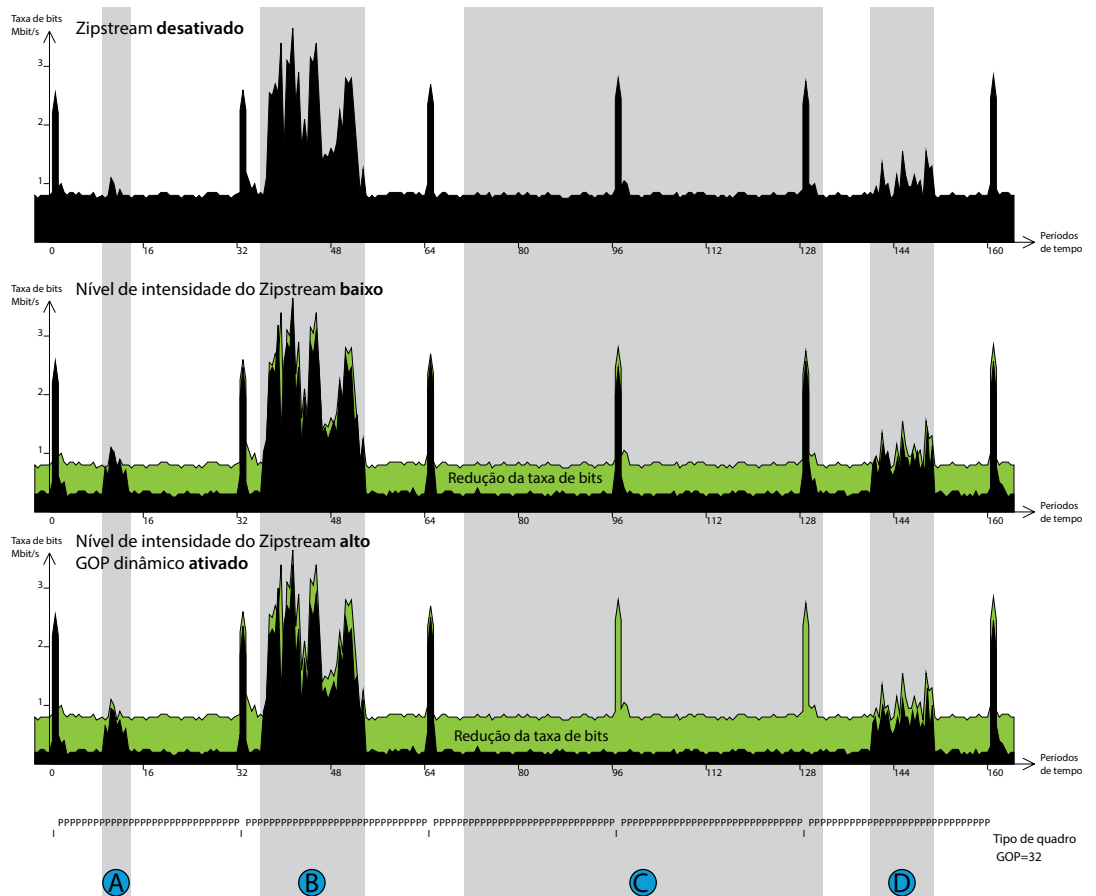 Taxa de bits
Mbit/s
Zipstream desativado
3
2
1
0 16 32 48 64 80 96 112 128 144 160
Períodos
de tempo
Taxa de bits
Mbit/s
Nível de intensidade do Zipstream baixo
3
2
1
Redução da taxa de bits
0 16 32 48 64 80 96 112 128 144 160
Períodos
de tempo
Taxa de bits
Mbit/s
Nível de intensidade do Zipstream alto
GOP dinâmico ativado
3
2
1
Redução da taxa de bits
0 16 32 48 64 80 96 112 128 144 160
Períodos
de tempo
PPPPPPPPPPPPPPPPPPPPPPPPPPPPPPP PPPPPPPPPPPPPPPPPPPPPPPPPPPPPPP PPPPPPPPPPPPPPPPPPPPPPPPPPPPPPP PPPPPPPPPPPPPPPPPPPPPPPPPPPPPPP PPPPPPPPPPPPPPPPPPPPPPPPPPPPPPP
I I I I I
Tipo de quadro
GOP=32
A B C D